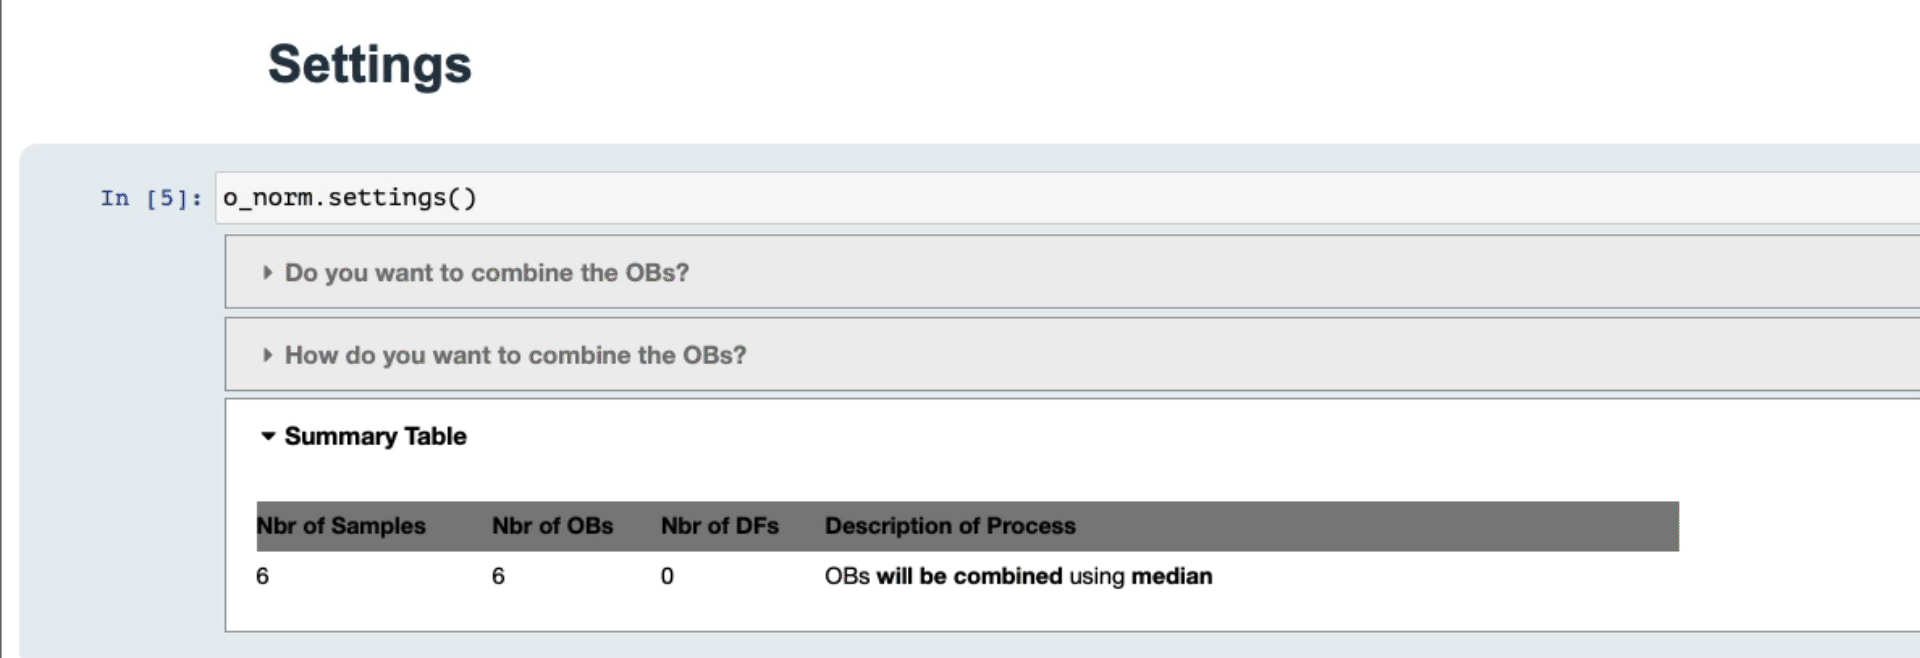 Settings
In [5]: o_norm.settings()
Do you want to combine the OBs?
How do you want to combine the OBs?
Summary Table
Nbr of Samples Nbr of OBs Nbr of DFs Description of Process
6 6 0 OBs will be combined using median